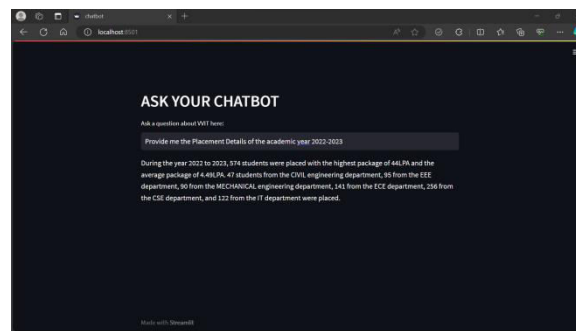 chatbot
localhost:8501
ASK YOUR CHATBOT
Ask a question about VVIT here:
Provide me the Placement Details of the academic year 2022-2023
During the year 2022 to 2023, 574 students were placed with the highest package of 44LPA and the
average package of 4.49LPA. 47 students from the CIVIL engineering department, 95 from the EEE
department, 90 from the MECHANICAL engineering department, 141 from the ECE department, 256 from
the CSE department, and 122 from the IT department were placed.
Made with Streamlit